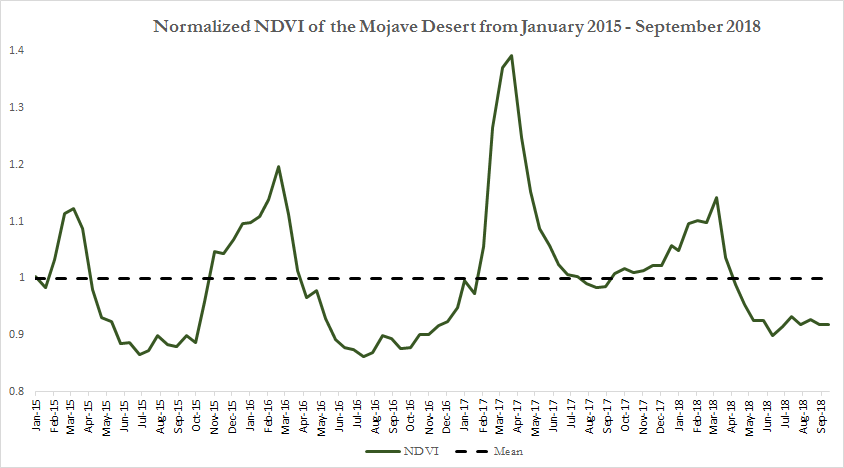 Normalized NDVI of the Mojave Desert from January 2015 - September 2018
1.4
1.3
1.2
1.1
1
0.9
0.8
Jan-15
Feb-15
Mar-15
Apr-15
May-15
Jun-15
Jul-15
Aug-15
Sep-15
Oct-15
Nov-15
Dec-15
Jan-16
Feb-16
Mar-16
Apr-16
May-16
Jun-16
Jul-16
Aug-16
Sep-16
Oct-16
Nov-16
Dec-16
Jan-17
Feb-17
Mar-17
Apr-17
May-17
Jun-17
Jul-17
Aug-17
Sep-17
Oct-17
Nov-17
Dec-17
Jan-18
Feb-18
Mar-18
Apr-18
May-18
Jun-18
Jul-18
Aug-18
Sep-18
NDVI
Mean